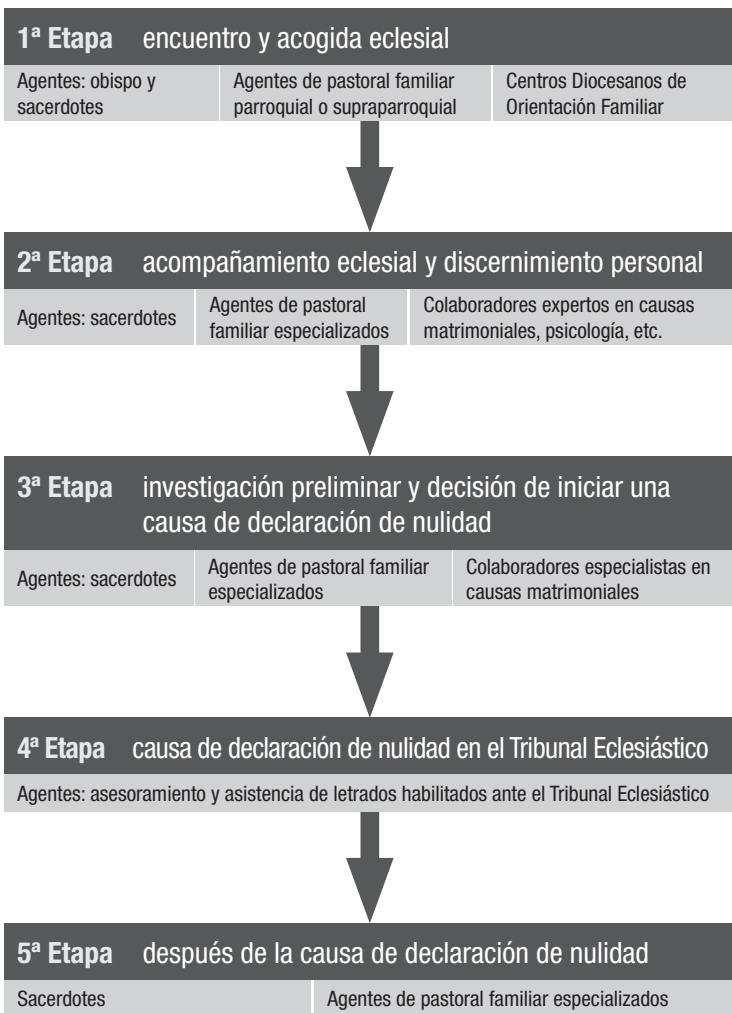 1ª Etapa encuentro y acogida eclesial
Agentes: obispo y
sacerdotes
Agentes de pastoral familiar
parroquial o supraparroquial
Centros Diocesanos de
Orientación Familiar
2ª Etapa acompañamiento eclesial y discernimiento personal
Agentes: sacerdotes
Agentes de pastoral
familiar especializados
Colaboradores expertos en causas
matrimoniales, psicología, etc.
3ª Etapa investigación preliminar y decisión de iniciar una
causa de declaración de nulidad
Agentes: sacerdotes
Agentes de pastoral familiar
especializados
Colaboradores especialistas en
causas matrimoniales
4ª Etapa causa de declaración de nulidad en el Tribunal Eclesiástico
Agentes: asesoramiento y asistencia de letrados habilitados ante el Tribunal Eclesiástico
5ª Etapa después de la causa de declaración de nulidad
Sacerdotes
Agentes de pastoral familiar especializados